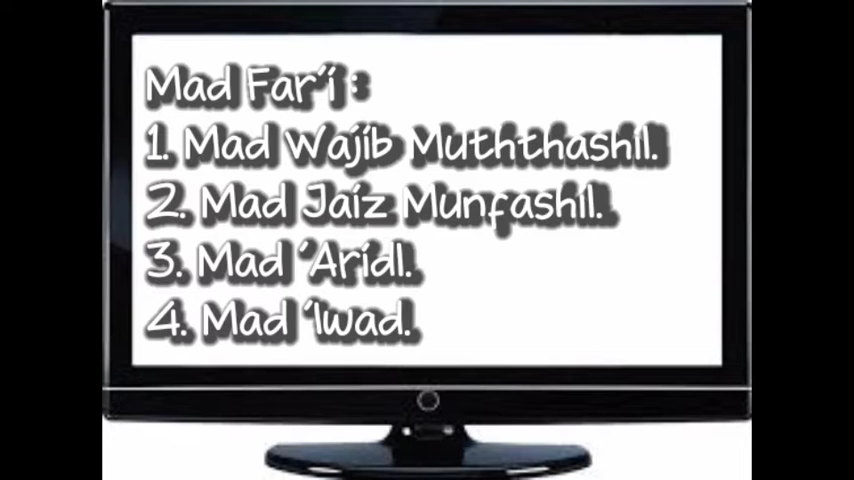 Mad Far'i :
1. Mad Wajib Muththashil.
2. Mad Jaiz Munfashil.
3. Mad 'Aridl.
4. Mad 'Iwad.